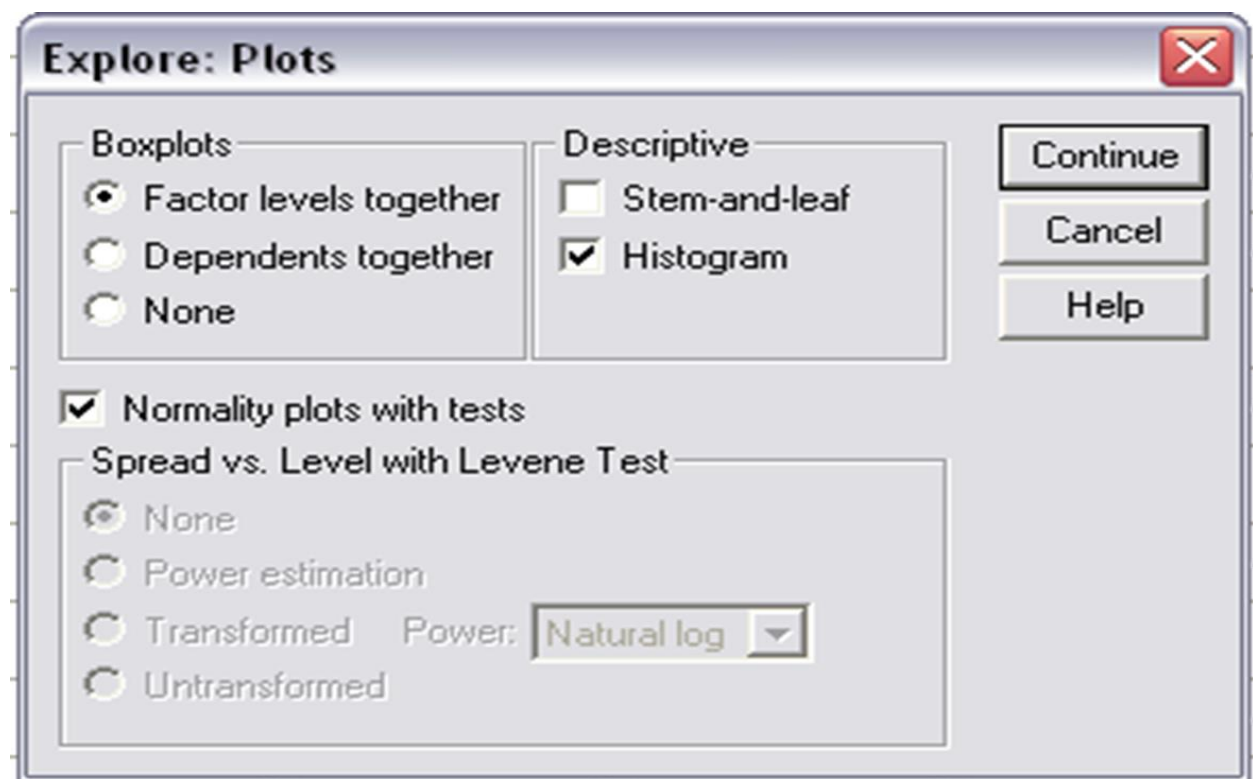 Explore: Plots
Boxplots
Factor levels together
Dependents together
None
Descriptive
Stem-and-leaf
Histogram
Continue
Cancel
Help
Normality plots with tests
Spread vs. Level with Levene Test
None
Power estimation
Transformed Power: Natural log
Untransformed